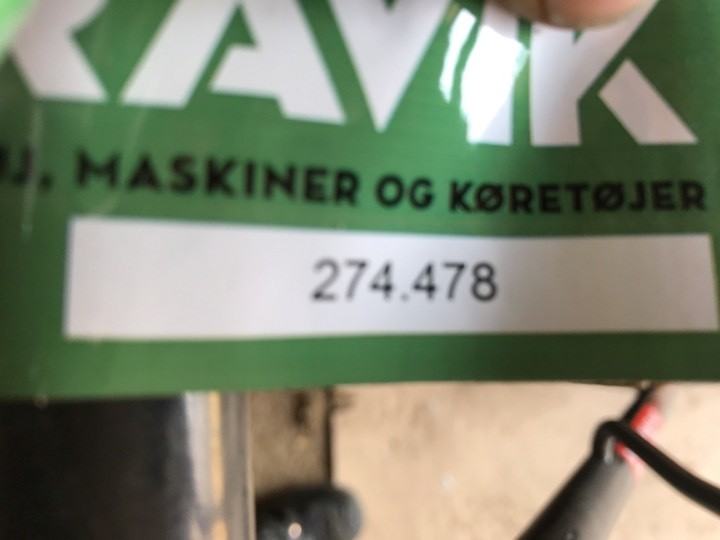 RAVIK
MASKINER OG KØRETØJER
274.478